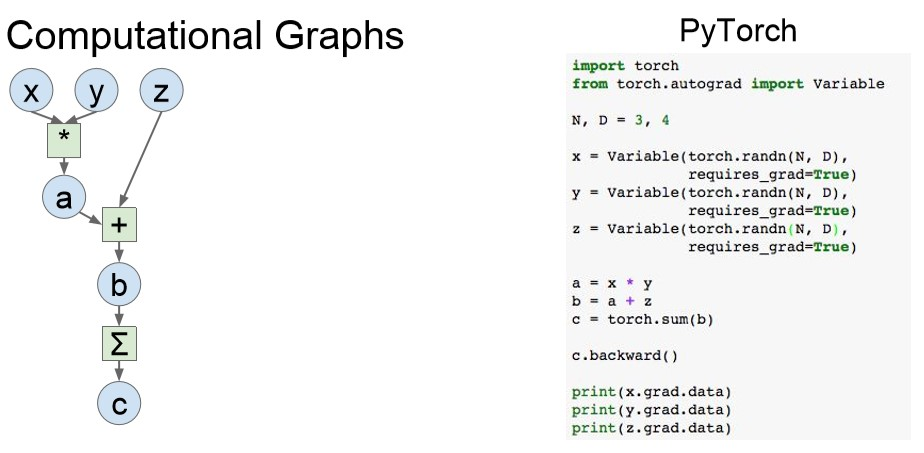 Computational Graphs
x y z
*
a
+
b
Σ
c
PyTorch
import torch
from torch.autograd import Variable
N, D = 3, 4
x = Variable(torch.randn(N, D),
requires_grad=True)
y = Variable(torch.randn(N, D),
requires_grad=True)
z = Variable(torch.randn(N, D),
requires_grad=True)
a = x * y
b = a + z
c = torch.sum(b)
c.backward()
print(x.grad.data)
print(y.grad.data)
print(z.grad.data)